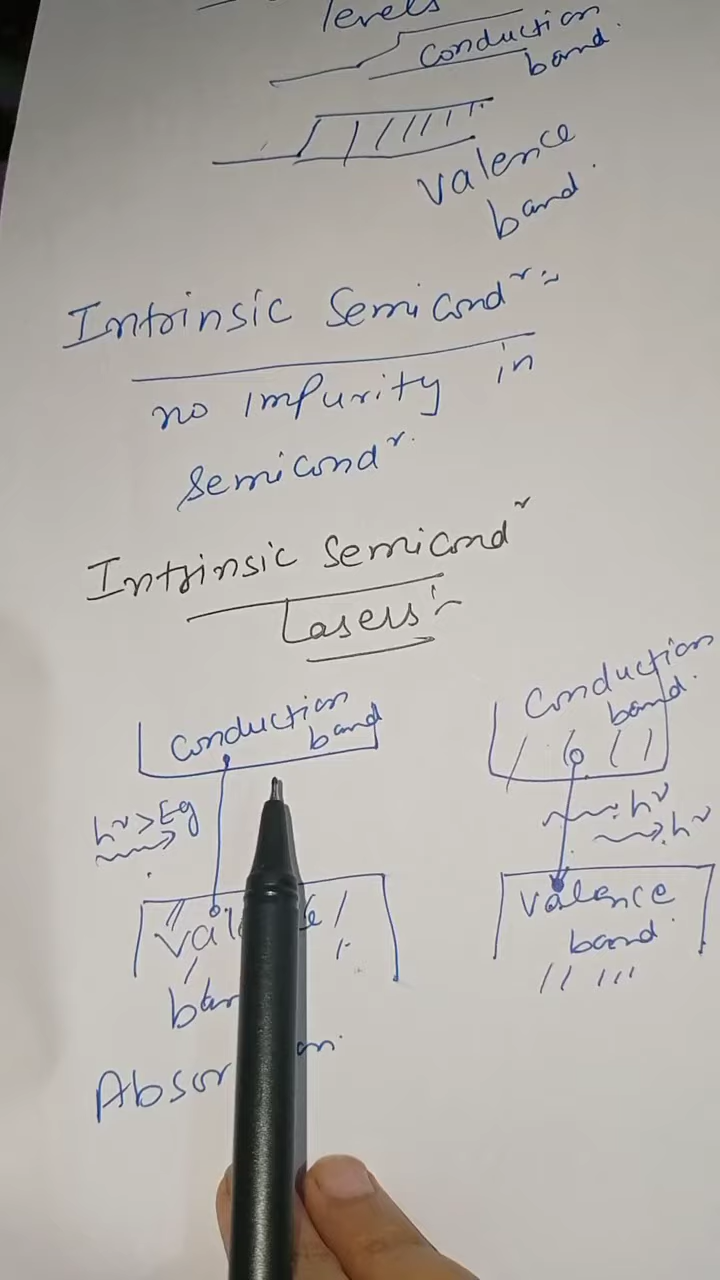 levels
Conduction
band.
Valence
band.
Intrinsic Semicondr :-
no impurity in
semicondr.
Intrinsic Semicondr
Lasers :-
Conduction
band
hν > Eg
Conduction
band.
hν
hν
Valence
band.